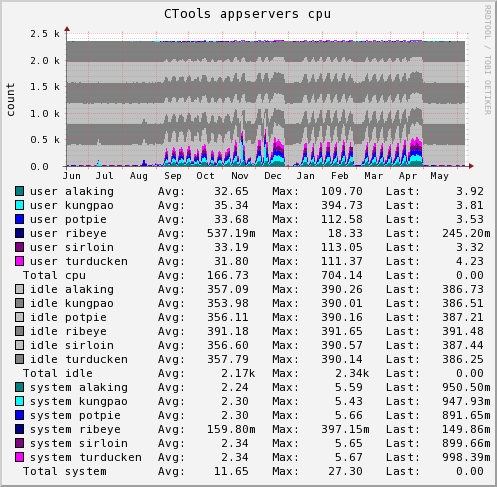 CTools appservers cpu
RRDTOOL / TOBI OETIKER
count
2.5 k
2.0 k
1.5 k
1.0 k
0.5 k
0.0
Jun Jul Aug Sep Oct Nov Dec Jan Feb Mar Apr May
user alaking Avg: 32.65 Max: 109.70 Last: 3.92
user kungpao Avg: 35.34 Max: 394.73 Last: 3.81
user potpie Avg: 33.68 Max: 112.58 Last: 3.53
user ribeye Avg: 537.19m Max: 18.33 Last: 245.20m
user sirloin Avg: 33.19 Max: 113.05 Last: 3.32
user turducken Avg: 31.80 Max: 111.37 Last: 4.23
Total cpu Avg: 166.73 Max: 704.14 Last: 0.00
idle alaking Avg: 357.09 Max: 390.26 Last: 386.73
idle kungpao Avg: 353.98 Max: 390.01 Last: 386.51
idle potpie Avg: 356.11 Max: 390.16 Last: 387.21
idle ribeye Avg: 391.18 Max: 391.65 Last: 391.48
idle sirloin Avg: 356.60 Max: 390.57 Last: 387.44
idle turducken Avg: 357.79 Max: 390.14 Last: 386.25
Total idle Avg: 2.17k Max: 2.34k Last: 0.00
system alaking Avg: 2.24 Max: 5.59 Last: 950.50m
system kungpao Avg: 2.30 Max: 5.43 Last: 947.93m
system potpie Avg: 2.30 Max: 5.66 Last: 891.65m
system ribeye Avg: 159.80m Max: 397.15m Last: 149.86m
system sirloin Avg: 2.34 Max: 5.65 Last: 899.66m
system turducken Avg: 2.34 Max: 5.67 Last: 998.39m
Total system Avg: 11.65 Max: 27.30 Last: 0.00